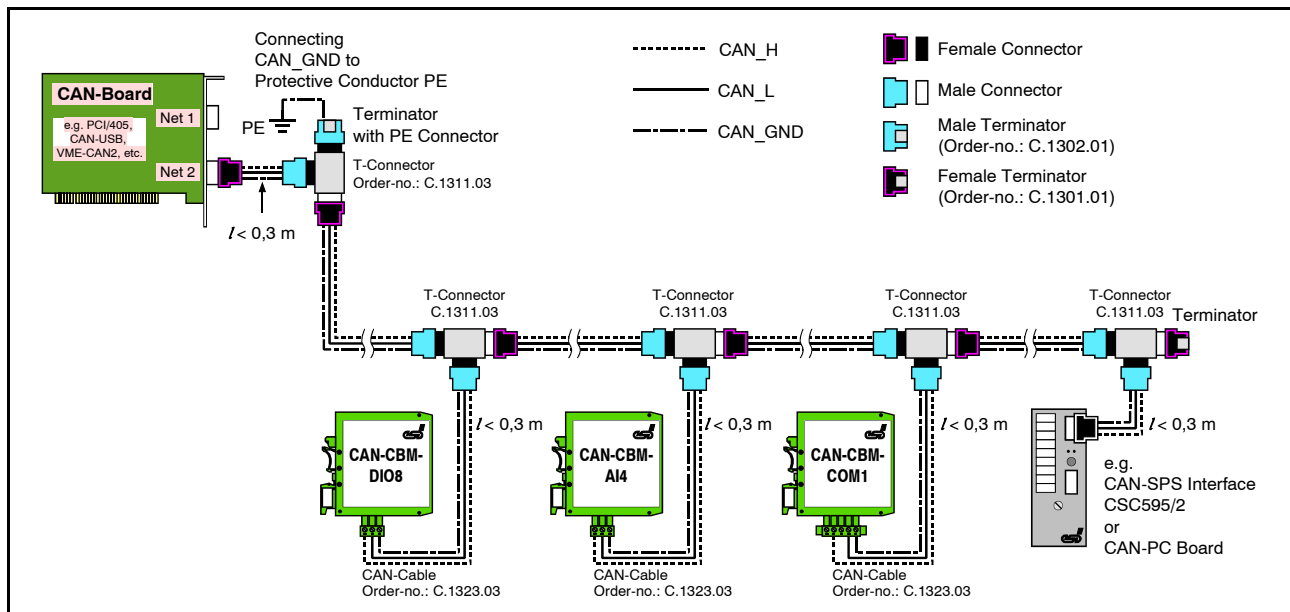 Connecting
CAN_GND to
Protective Conductor PE
CAN-Board
Net 1
e.g. PCI/405,
CAN-USB,
VME-CAN2, etc.
Net 2
PE
Terminator
with PE Connector
T-Connector
Order-no.: C.1311.03
l < 0,3 m
CAN_H
CAN_L
CAN_GND
Female Connector
Male Connector
Male Terminator
(Order-no.: C.1302.01)
Female Terminator
(Order-no.: C.1301.01)
T-Connector
C.1311.03
T-Connector
C.1311.03
T-Connector
C.1311.03
T-Connector
C.1311.03
Terminator
esd
CAN-CBM-
DIO8
l < 0,3 m
CAN-Cable
Order-no.: C.1323.03
esd
CAN-CBM-
AI4
l < 0,3 m
CAN-Cable
Order-no.: C.1323.03
esd
CAN-CBM-
COM1
l < 0,3 m
CAN-Cable
Order-no.: C.1323.03
l < 0,3 m
e.g.
CAN-SPS Interface
CSC595/2
or
CAN-PC Board
esd